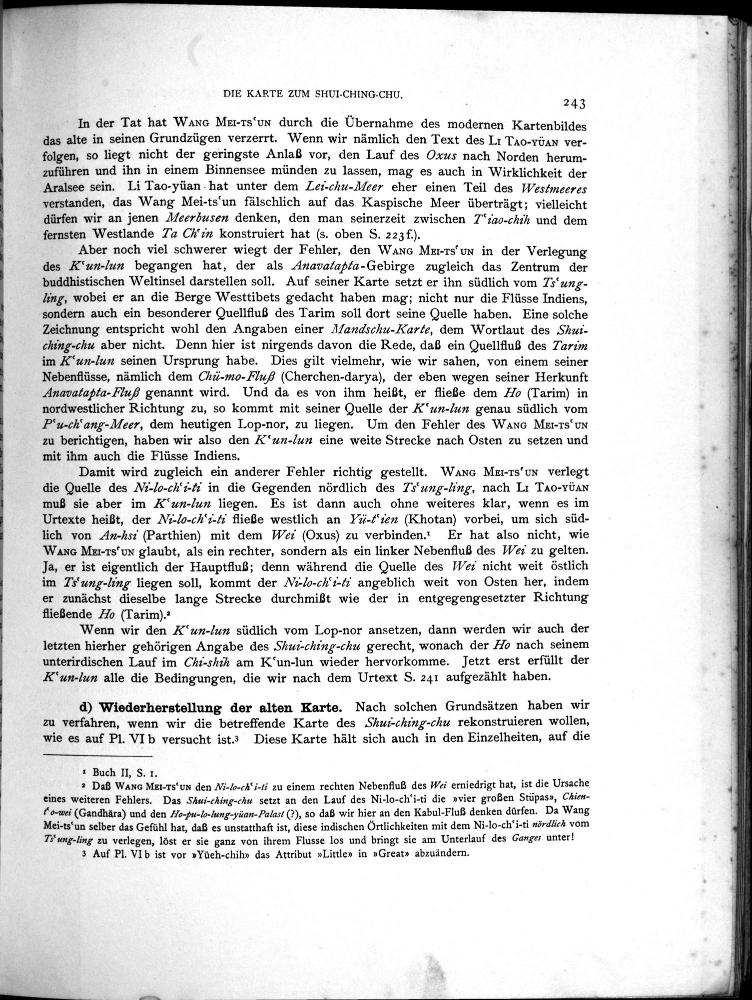 DIE KARTE ZUM SHUI-CHING-CHU.
243
In der Tat hat WANG MEI-TS‘UN durch die Übernahme des modernen Kartenbildes
das alte in seinen Grundzügen verzerrt. Wenn wir nämlich den Text des LI TAO-YÜAN ver-
folgen, so liegt nicht der geringste Anlaß vor, den Lauf des Oxus nach Norden herum-
zuführen und ihn in einem Binnensee münden zu lassen, mag es auch in Wirklichkeit der
Aralsee sein. Li Tao-yüan hat unter dem Lei-chu-Meer eher einen Teil des Westmeeres
verstanden, das Wang Mei-ts‘un fälschlich auf das Kaspische Meer überträgt; vielleicht
dürfen wir an jenen Meerbusen denken, den man seinerzeit zwischen T‘iao-chih und dem
fernsten Westlande Ta Ch‘in konstruiert hat (s. oben S. 223 f.).
Aber noch viel schwerer wiegt der Fehler, den WANG MEI-TS‘UN in der Verlegung
des K‘un-lun begangen hat, der als Anavatapta-Gebirge zugleich das Zentrum der
buddhistischen Weltinsel darstellen soll. Auf seiner Karte setzt er ihn südlich vom Ts‘ung-
ling, wobei er an die Berge Westtibets gedacht haben mag; nicht nur die Flüsse Indiens,
sondern auch ein besonderer Quellfluß des Tarim soll dort seine Quelle haben. Eine solche
Zeichnung entspricht wohl den Angaben einer Mandschu-Karte, dem Wortlaut des Shui-
ching-chu aber nicht. Denn hier ist nirgends davon die Rede, daß ein Quellfluß des Tarim
im K‘un-lun seinen Ursprung habe. Dies gilt vielmehr, wie wir sahen, von einem seiner
Nebenflüsse, nämlich dem Chü-mo-Fluß (Cherchen-darya), der eben wegen seiner Herkunft
Anavatapta-Fluß genannt wird. Und da es von ihm heißt, er fließe dem Ho (Tarim) in
nordwestlicher Richtung zu, so kommt mit seiner Quelle der K‘un-lun genau südlich vom
P‘u-ch‘ang-Meer, dem heutigen Lop-nor, zu liegen. Um den Fehler des WANG MEI-TS‘UN
zu berichtigen, haben wir also den K‘un-lun eine weite Strecke nach Osten zu setzen und
mit ihm auch die Flüsse Indiens.
Damit wird zugleich ein anderer Fehler richtig gestellt. WANG MEI-TS‘UN verlegt
die Quelle des Ni-lo-ch‘i-ti in die Gegenden nördlich des Ts‘ung-ling, nach LI TAO-YÜAN
muß sie aber im K‘un-lun liegen. Es ist dann auch ohne weiteres klar, wenn es im
Urtexte heißt, der Ni-lo-ch‘i-ti fließe westlich an Yü-t‘ien (Khotan) vorbei, um sich süd-
lich von An-hsi (Parthien) mit dem Wei (Oxus) zu verbinden.¹ Er hat also nicht, wie
WANG MEI-TS‘UN glaubt, als ein rechter, sondern als ein linker Nebenfluß des Wei zu gelten.
Ja, er ist eigentlich der Hauptfluß; denn während die Quelle des Wei nicht weit östlich
im Ts‘ung-ling liegen soll, kommt der Ni-lo-ch‘i-ti angeblich weit von Osten her, indem
er zunächst dieselbe lange Strecke durchmißt wie der in entgegengesetzter Richtung
fließende Ho (Tarim).²
Wenn wir den K‘un-lun südlich vom Lop-nor ansetzen, dann werden wir auch der
letzten hierher gehörigen Angabe des Shui-ching-chu gerecht, wonach der Ho nach seinem
unterirdischen Lauf im Chi-shih am K‘un-lun wieder hervorkomme. Jetzt erst erfüllt der
K‘un-lun alle die Bedingungen, die wir nach dem Urtext S. 241 aufgezählt haben.
d) Wiederherstellung der alten Karte. Nach solchen Grundsätzen haben wir
zu verfahren, wenn wir die betreffende Karte des Shui-ching-chu rekonstruieren wollen,
wie es auf Pl. VI b versucht ist.³ Diese Karte hält sich auch in den Einzelheiten, auf die
¹ Buch II, S. 1.
² Daß WANG MEI-TS‘UN den Ni-lo-ch‘i-ti zu einem rechten Nebenfluß des Wei erniedrigt hat, ist die Ursache
eines weiteren Fehlers. Das Shui-ching-chu setzt an den Lauf des Ni-lo-ch‘i-ti die »vier großen Stūpas», Chien-
t‘o-wei (Gandhāra) und den Ho-pu-lo-lung-yüan-Palast (?), so daß wir hier an den Kabul-Fluß denken dürfen. Da Wang
Mei-ts‘un selber das Gefühl hat, daß es unstatthaft ist, diese indischen Örtlichkeiten mit dem Ni-lo-ch‘i-ti nördlich vom
Ts‘ung-ling zu verlegen, löst er sie ganz von ihrem Flusse los und bringt sie am Unterlauf des Ganges unter!
³ Auf Pl. VI b ist vor »Yüeh-chih» das Attribut »Little» in »Great» abzuändern.